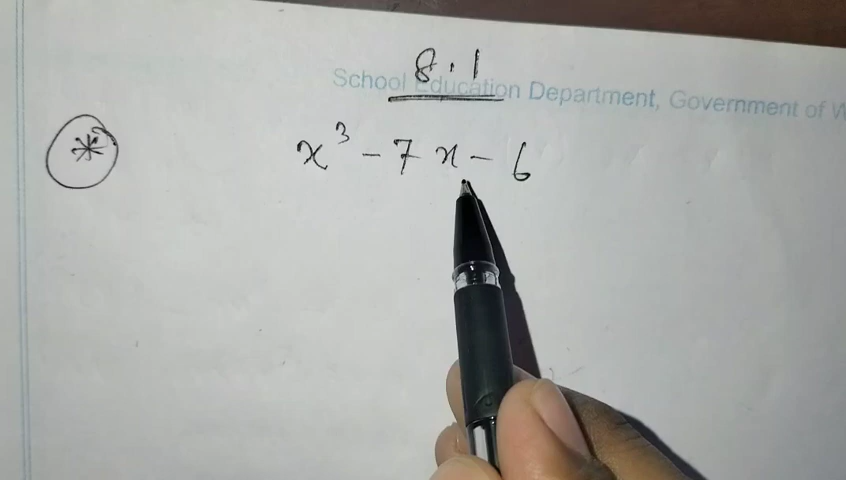 8.1
School Education Department, Government of W
* x³ - 7x - 6